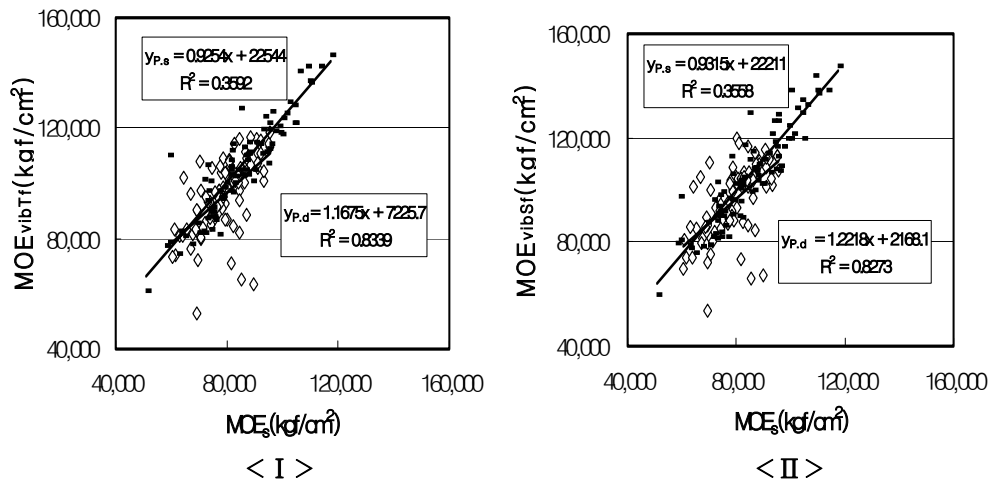 160,000
120,000
80,000
40,000
MOEvibTf(kgf/cm²)
yP.s = 0.9254x + 22544
R² = 0.3592
yP.d = 1.1675x + 7225.7
R² = 0.8339
40,000 80,000 120,000 160,000
MOEs(kgf/cm²)
< Ⅰ >
160,000
120,000
80,000
40,000
MOEvibSf(kgf/cm²)
yP.s = 0.9315x + 22211
R² = 0.3558
yP.d = 1.2218x + 2168.1
R² = 0.8273
40,000 80,000 120,000 160,000
MOEs(kgf/cm²)
< Ⅱ >